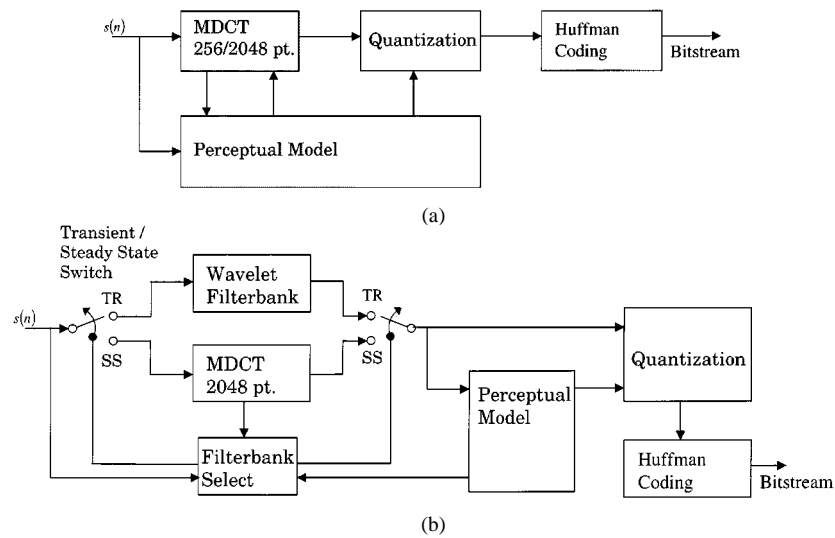 s(n)
MDCT
256/2048 pt.
Quantization
Huffman
Coding
Bitstream
Perceptual Model
(a)
Transient /
Steady State
Switch
s(n)
TR
SS
Wavelet
Filterbank
MDCT
2048 pt.
TR
SS
Filterbank
Select
Perceptual
Model
Quantization
Huffman
Coding
Bitstream
(b)